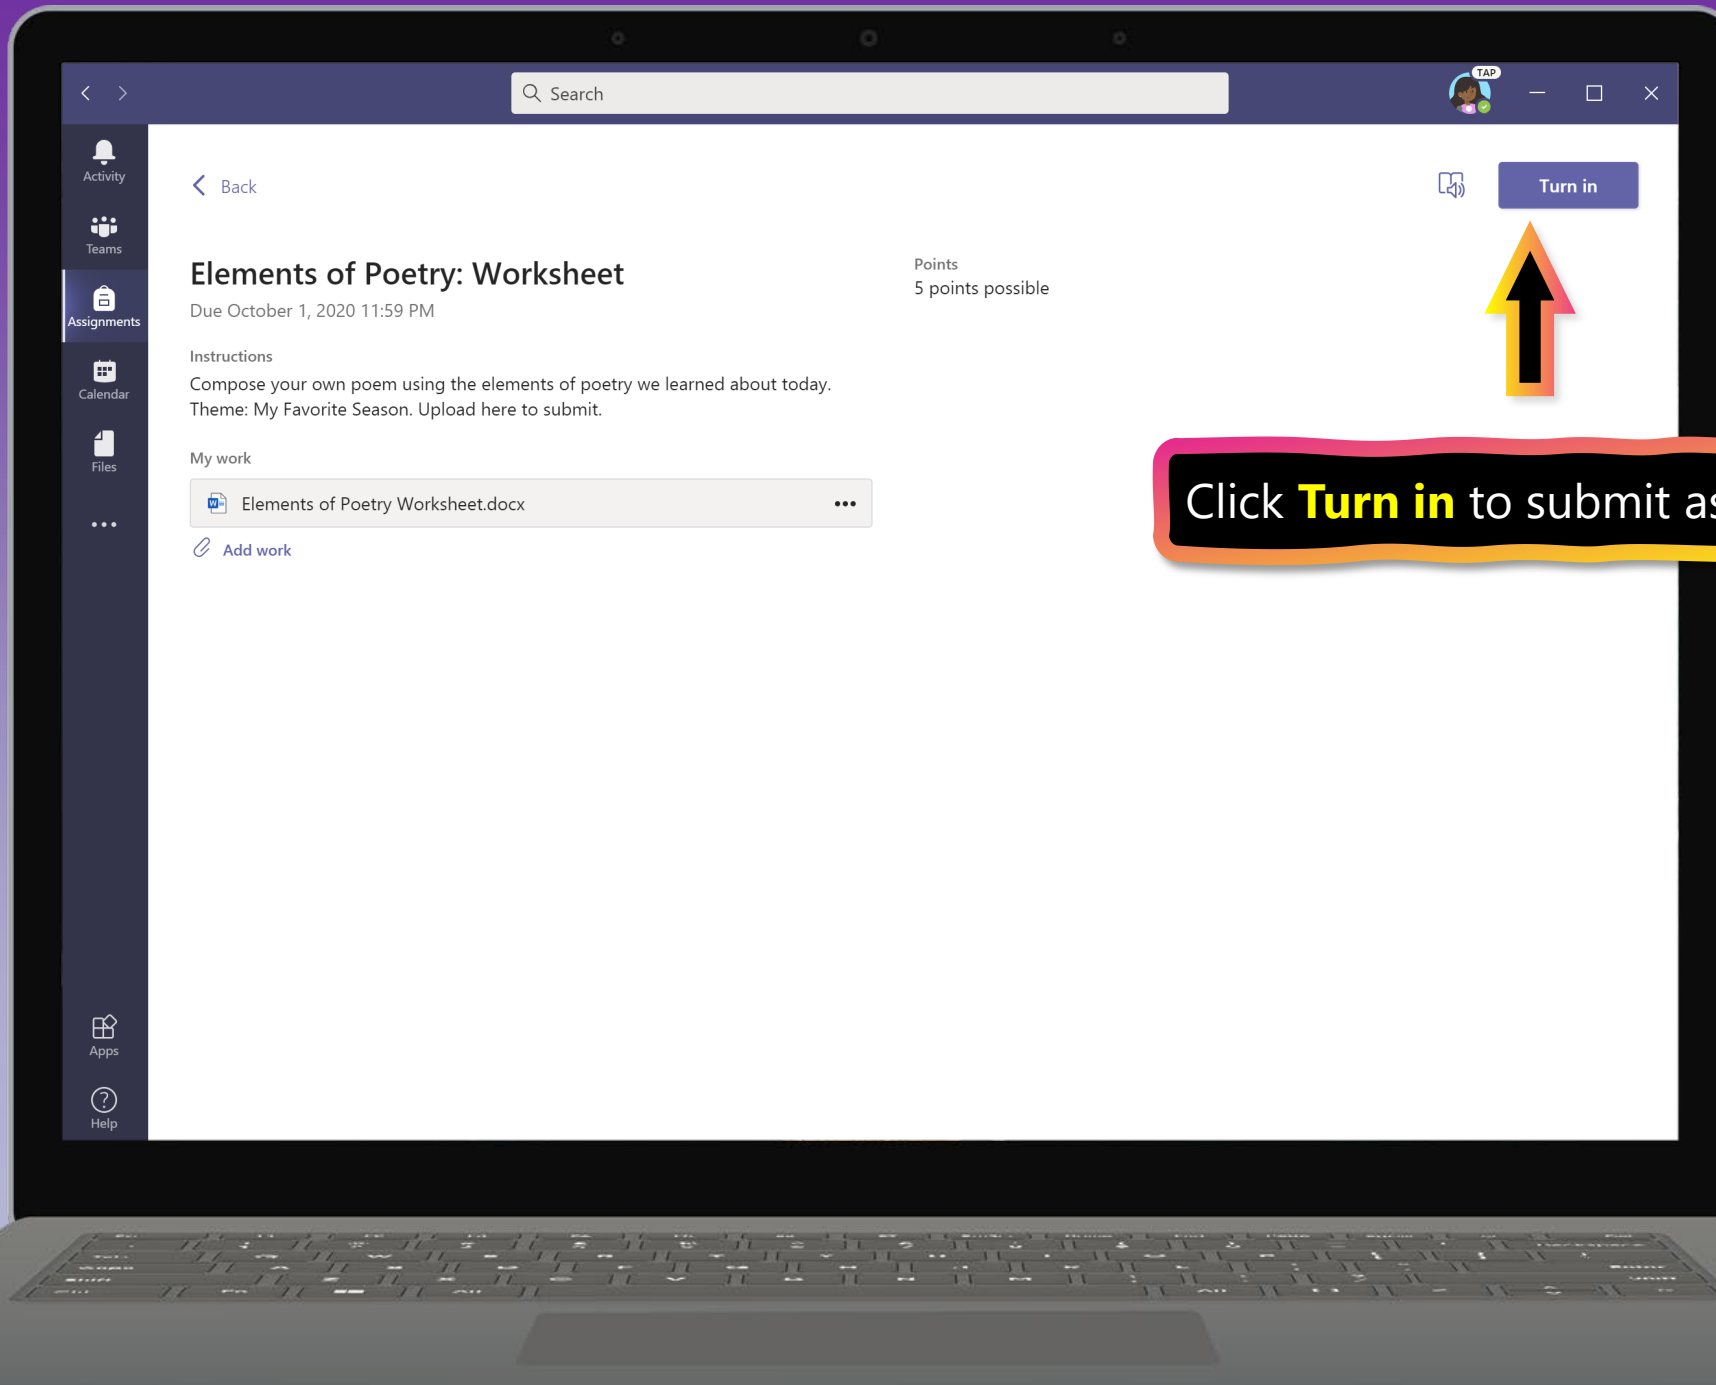 Search
TAP
Activity
Teams
Assignments
Calendar
Files
Apps
Help
Back
Turn in
Elements of Poetry: Worksheet
Due October 1, 2020 11:59 PM
Points
5 points possible
Instructions
Compose your own poem using the elements of poetry we learned about today.
Theme: My Favorite Season. Upload here to submit.
My work
Elements of Poetry Worksheet.docx
Add work
Click Turn in to submit as